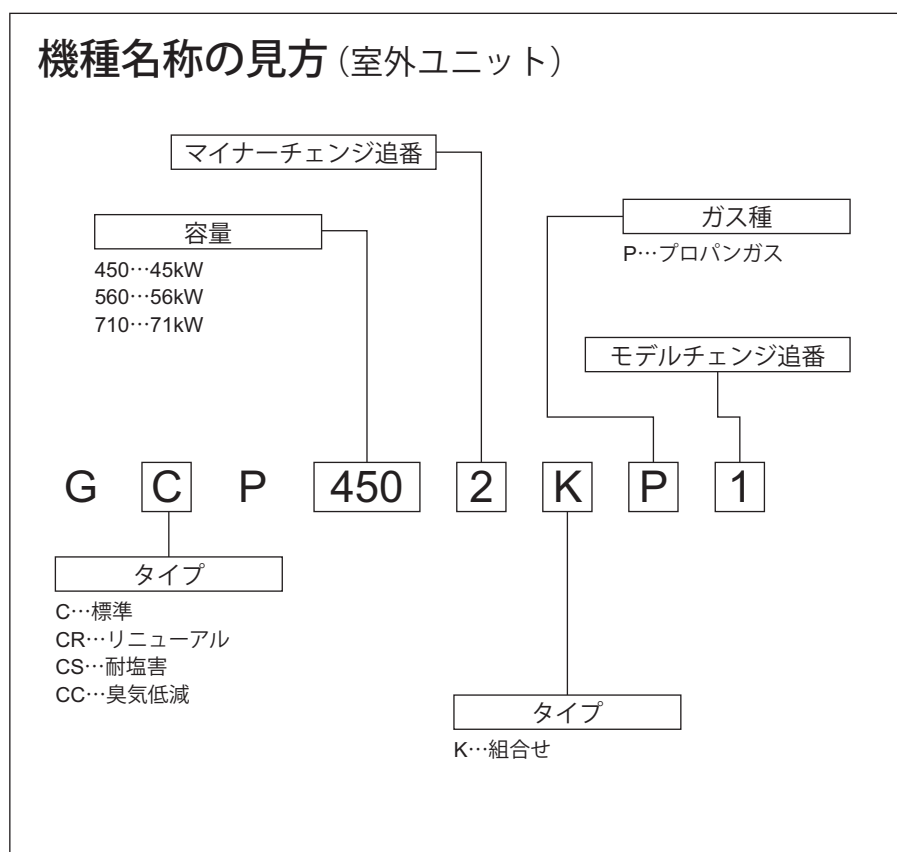 機種名称の見方(室外ユニット)
マイナーチェンジ追番
ガス種
P…プロパンガス
容量
450…45kW
560…56kW
710…71kW
モデルチェンジ追番
G C P 450 2 K P 1
タイプ
C…標準
CR…リニューアル
CS…耐塩害
CC…臭気低減
タイプ
K…組合せ